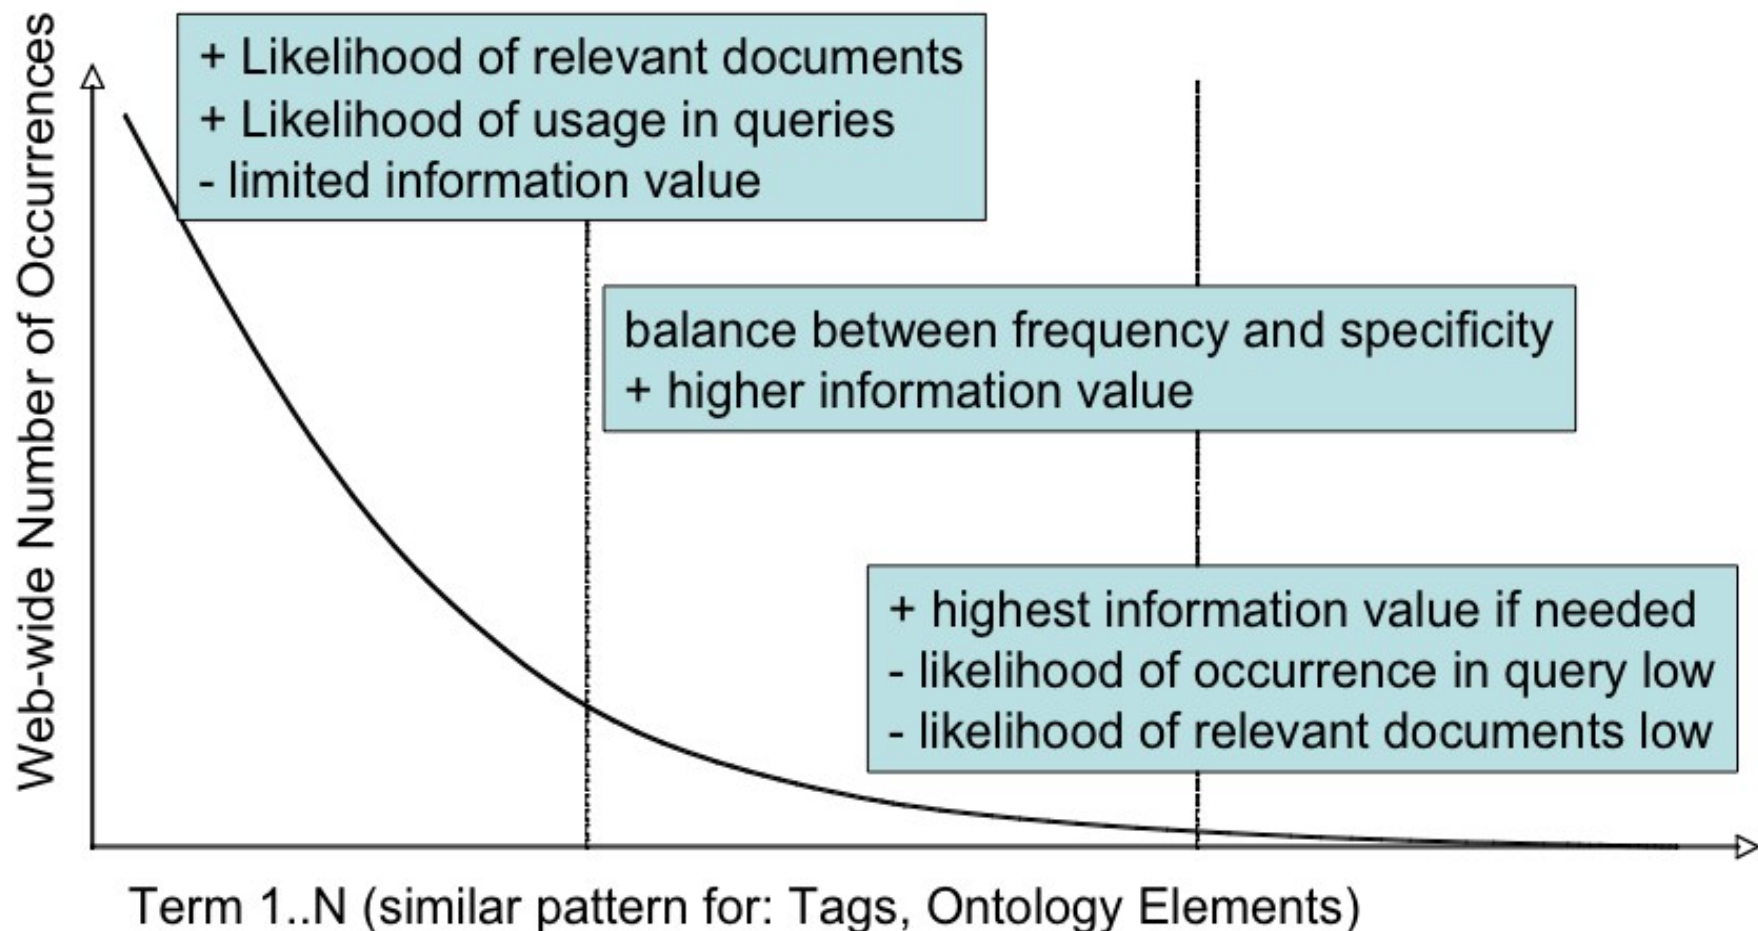 Web-wide Number of Occurrences
+ Likelihood of relevant documents
+ Likelihood of usage in queries
- limited information value
balance between frequency and specificity
+ higher information value
+ highest information value if needed
- likelihood of occurrence in query low
- likelihood of relevant documents low
Term 1..N (similar pattern for: Tags, Ontology Elements)